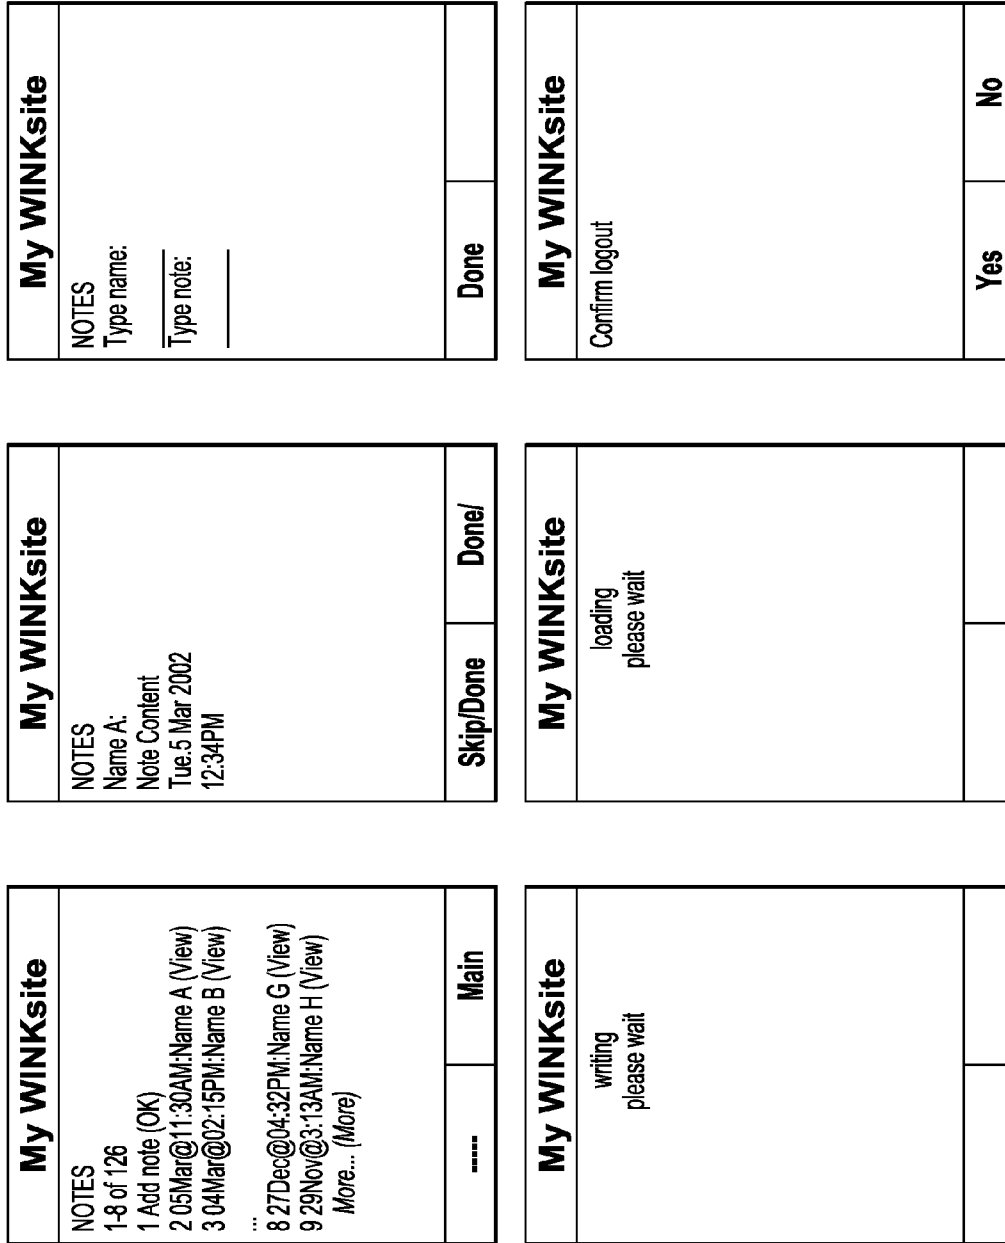 My WINKsite
NOTES
1-8 of 126
1 Add note (OK)
2 05Mar@11:30AM:Name A (View)
3 04Mar@02:15PM:Name B (View)
...
8 27Dec@04:32PM:Name G (View)
9 29Nov@3:13AM:Name H (View)
More... (More)
----- Main
My WINKsite
NOTES
Name A:
Note Content
Tue.5 Mar 2002
12:34PM
Skip/Done Done/
My WINKsite
NOTES
Type name:
Type note:
Done
My WINKsite
writing
please wait
My WINKsite
loading
please wait
My WINKsite
Confirm logout
Yes No